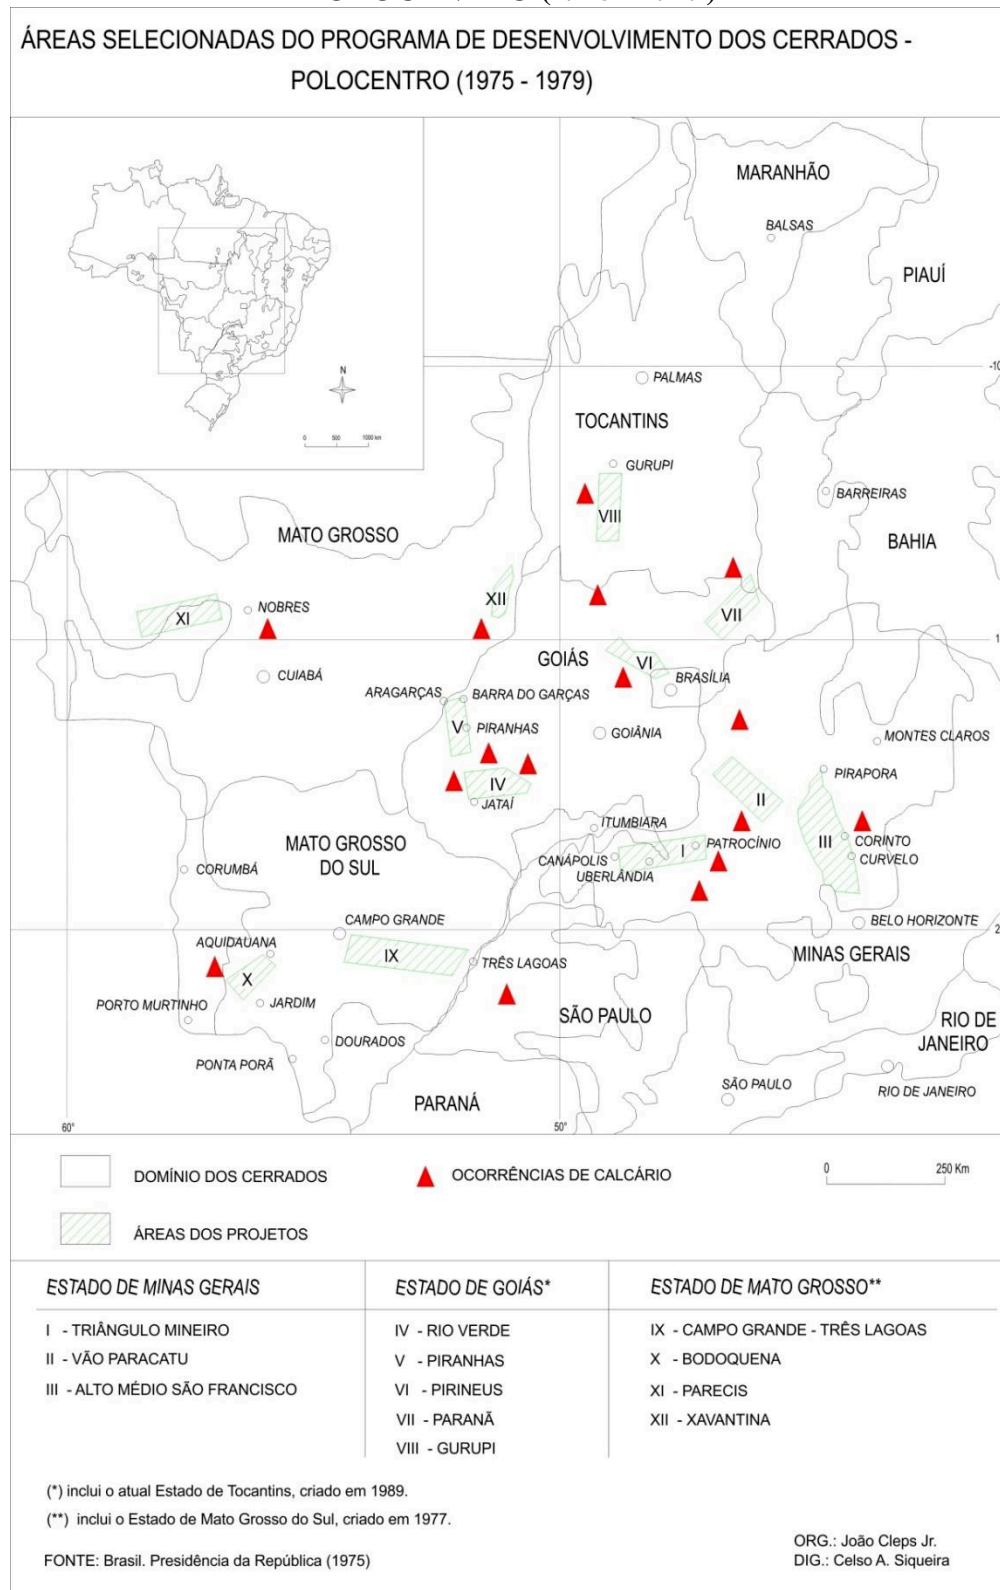 ÁREAS SELECIONADAS DO PROGRAMA DE DESENVOLVIMENTO DOS CERRADOS -
POLOCENTRO (1975 - 1979)
MARANHÃO
BALSAS
PIAUÍ
N
0 500 1000 km
-10
PALMAS
TOCANTINS
GURUPI
BARREIRAS
VIII
MATO GROSSO
BAHIA
XII
NOBRES
XI
VII
1
GOIÁS
VI
CUIABÁ
BRASÍLIA
ARAGARÇAS
BARRA DO GARÇAS
V
PIRANHAS
GOIÂNIA
MONTES CLAROS
PIRAPORA
IV
II
JATAÍ
ITUMBIARA
MATO GROSSO
DO SUL
CANÁPOLIS
I
PATROCÍNIO
III
CORINTO
CURVELO
UBERLÂNDIA
CORUMBÁ
CAMPO GRANDE
BELO HORIZONTE
2
AQUIDAUANA
IX
MINAS GERAIS
TRÊS LAGOAS
X
JARDIM
PORTO MURTINHO
SÃO PAULO
RIO DE
JANEIRO
DOURADOS
PONTA PORÃ
SÃO PAULO
RIO DE JANEIRO
PARANÁ
60°
50°
DOMÍNIO DOS CERRADOS
OCORRÊNCIAS DE CALCÁRIO
0 250 Km
ÁREAS DOS PROJETOS
ESTADO DE MINAS GERAIS
I - TRIÂNGULO MINEIRO
II - VÃO PARACATU
III - ALTO MÉDIO SÃO FRANCISCO
ESTADO DE GOIÁS*
IV - RIO VERDE
V - PIRANHAS
VI - PIRINEUS
VII - PARANÃ
VIII - GURUPI
ESTADO DE MATO GROSSO**
IX - CAMPO GRANDE - TRÊS LAGOAS
X - BODOQUENA
XI - PARECIS
XII - XAVANTINA
(*) inclui o atual Estado de Tocantins, criado em 1989.
(**) inclui o Estado de Mato Grosso do Sul, criado em 1977.
FONTE: Brasil. Presidência da República (1975)
ORG.: João Cleps Jr.
DIG.: Celso A. Siqueira